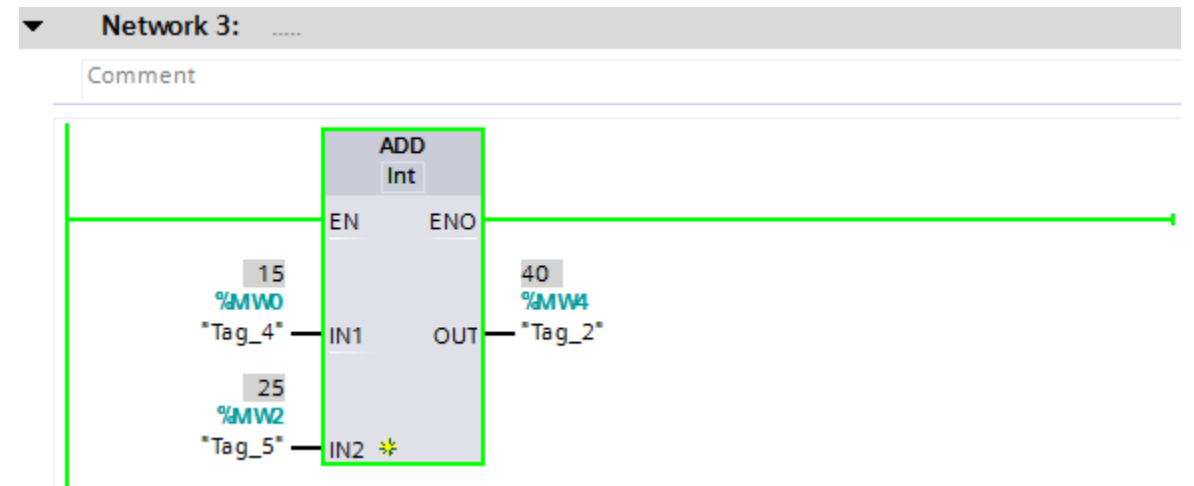 Network 3: .....
Comment
ADD
Int
EN ENO
15
%MW0
"Tag_4"
IN1
40
%MW4
OUT
"Tag_2"
25
%MW2
"Tag_5"
IN2